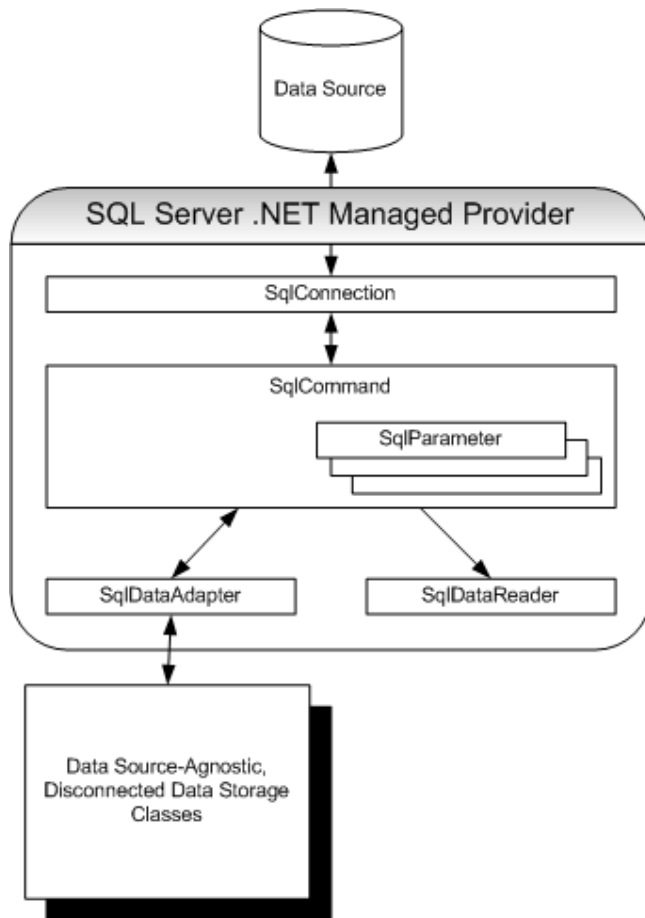 Data Source
SQL Server .NET Managed Provider
SqlConnection
SqlCommand
SqlParameter
SqlDataAdapter
SqlDataReader
Data Source-Agnostic,
Disconnected Data Storage
Classes